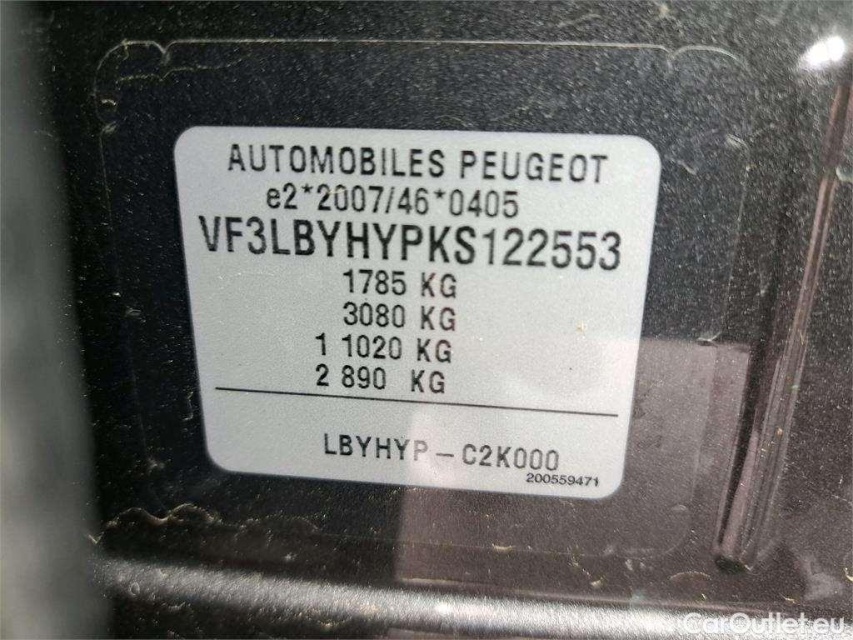 AUTOMOBILES PEUGEOT
e2*2007/46*0405
VF3LBYHYPKS122553
1785 KG
3080 KG
1 1020 KG
2 890 KG
LBYHYP-C2K000
200559471
CarOutlet.eu